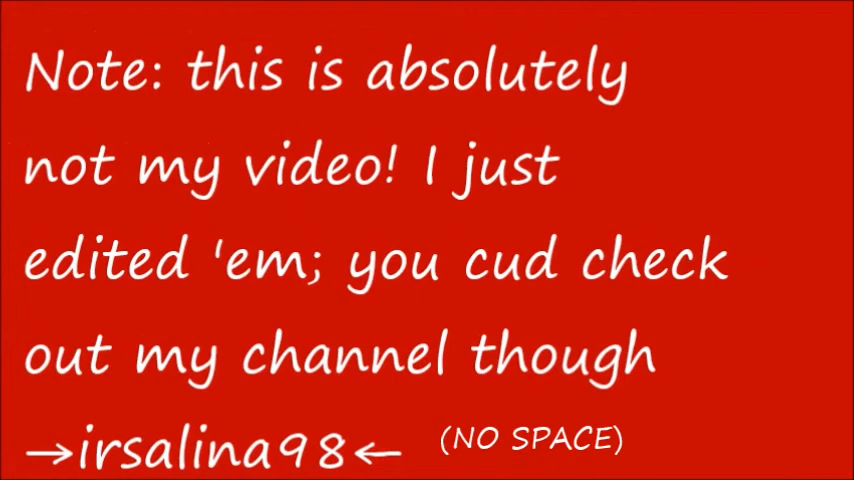 Note: this is absolutely
not my video! I just
edited 'em; you cud check
out my channel though
→irsalina98← (NO SPACE)